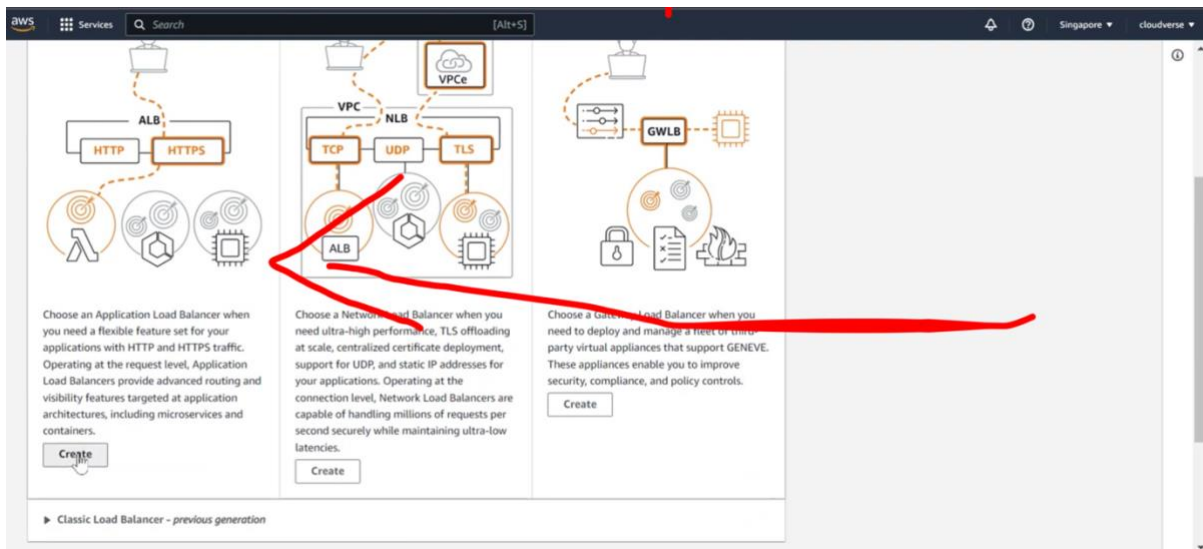 aws Services Search [Alt+S] Singapore cloudverse
VPCe
ALB
VPC
NLB
GWLB
HTTP HTTPS
TCP UDP TLS
ALB
Choose an Application Load Balancer when
you need a flexible feature set for your
applications with HTTP and HTTPS traffic.
Operating at the request level, Application
Load Balancers provide advanced routing and
visibility features targeted at application
architectures, including microservices and
containers.
Create
Choose a Network Load Balancer when you
need ultra-high performance, TLS offloading
at scale, centralized certificate deployment,
support for UDP, and static IP addresses for
your applications. Operating at the
connection level, Network Load Balancers are
capable of handling millions of requests per
second securely while maintaining ultra-low
latencies.
Create
Choose a Gateway Load Balancer when you
need to deploy and manage a fleet of third-
party virtual appliances that support GENEVE.
These appliances enable you to improve
security, compliance, and policy controls.
Create
Classic Load Balancer - previous generation